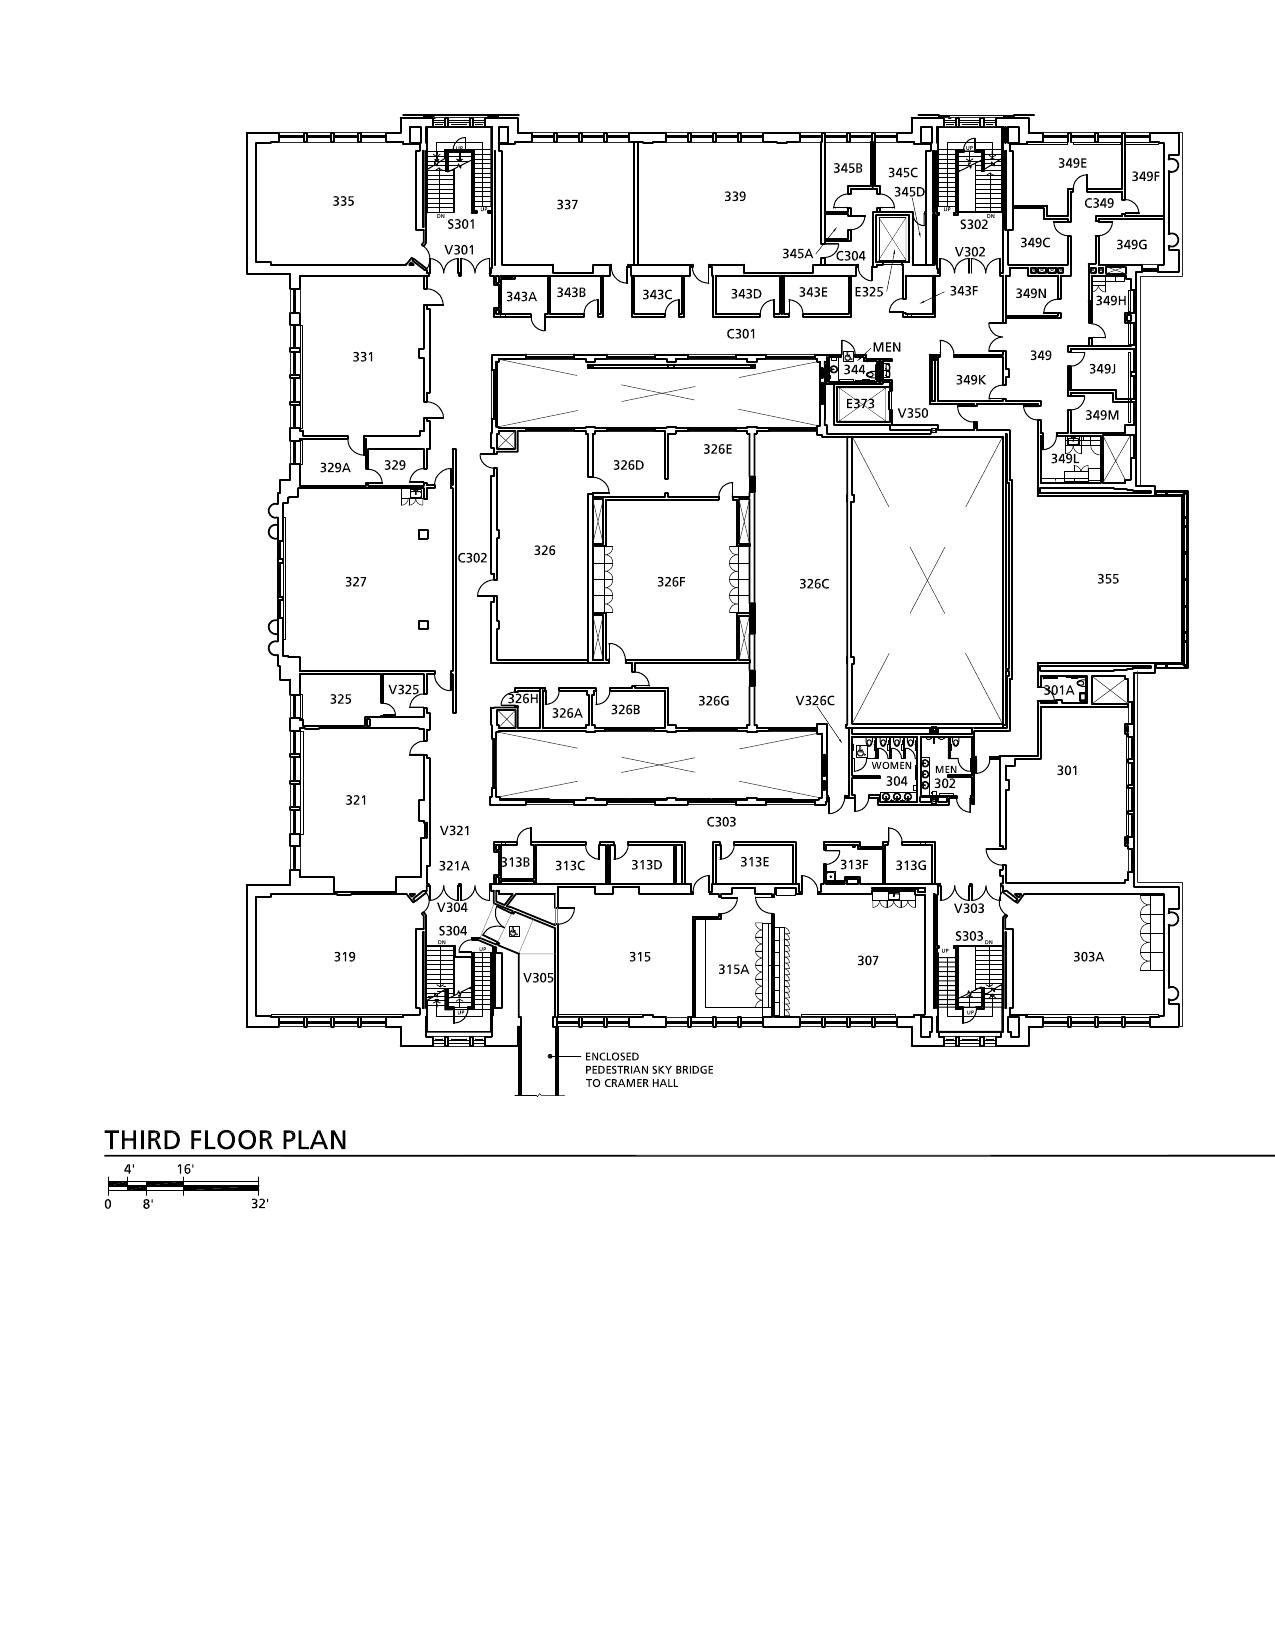 UP
UP
345B
349E
345C
349F
335
337
339
345D
C349
DN
UP
UP
DN
S301
S302
349C
349G
V301
345A
C304
V302
343A
343B
343C
343D
343E
E325
343F
349N
349H
C301
MEN
331
344
349
349J
349K
E373
V350
349M
326E
329A
329
326D
349L
326
C302
327
326F
326C
355
325
V325
326H
301A
326A
326B
326G
V326C
WOMEN
MEN
301
304
302
321
V321
C303
321A
313B
313C
313D
313E
313F
313G
V304
V303
S304
S303
DN
UP
UP
DN
319
315
315A
307
303A
V305
UP
UP
ENCLOSED
PEDESTRIAN SKY BRIDGE
TO CRAMER HALL
THIRD FLOOR PLAN
4'
16'
0
8'
32'